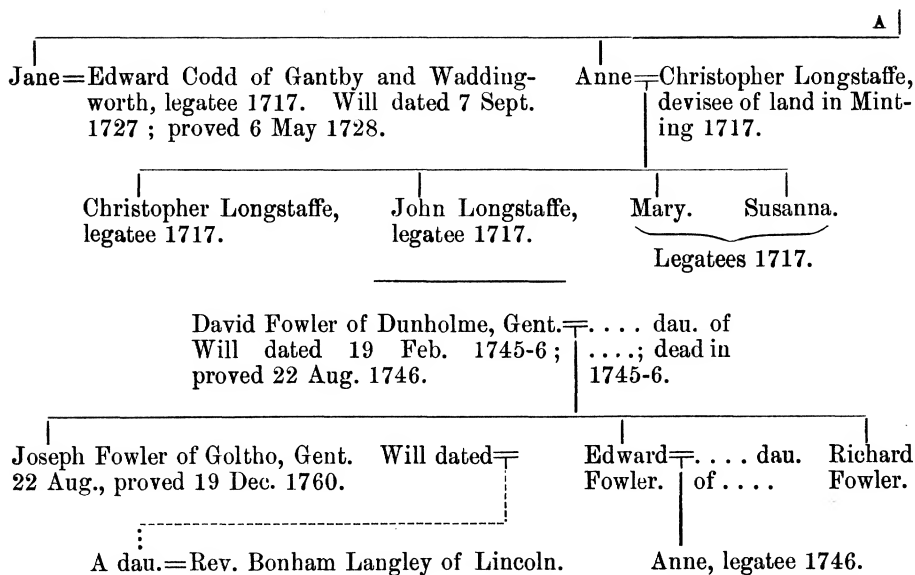 A
Jane=Edward Codd of Gantby and Wadding-
worth, legatee 1717. Will dated 7 Sept.
1727 ; proved 6 May 1728.
Anne=Christopher Longstaffe,
devisee of land in Mint-
ing 1717.
Christopher Longstaffe,
legatee 1717.
John Longstaffe,
legatee 1717.
Mary. Susanna.
Legatees 1717.
David Fowler of Dunholme, Gent.=. . . . dau. of
Will dated 19 Feb. 1745-6 ; . . . .; dead in
proved 22 Aug. 1746. 1745-6.
Joseph Fowler of Goltho, Gent. Will dated=
22 Aug., proved 19 Dec. 1760.
Edward=. . . . dau.
Fowler. of . . . .
Richard
Fowler.
A dau.=Rev. Bonham Langley of Lincoln.
Anne, legatee 1746.